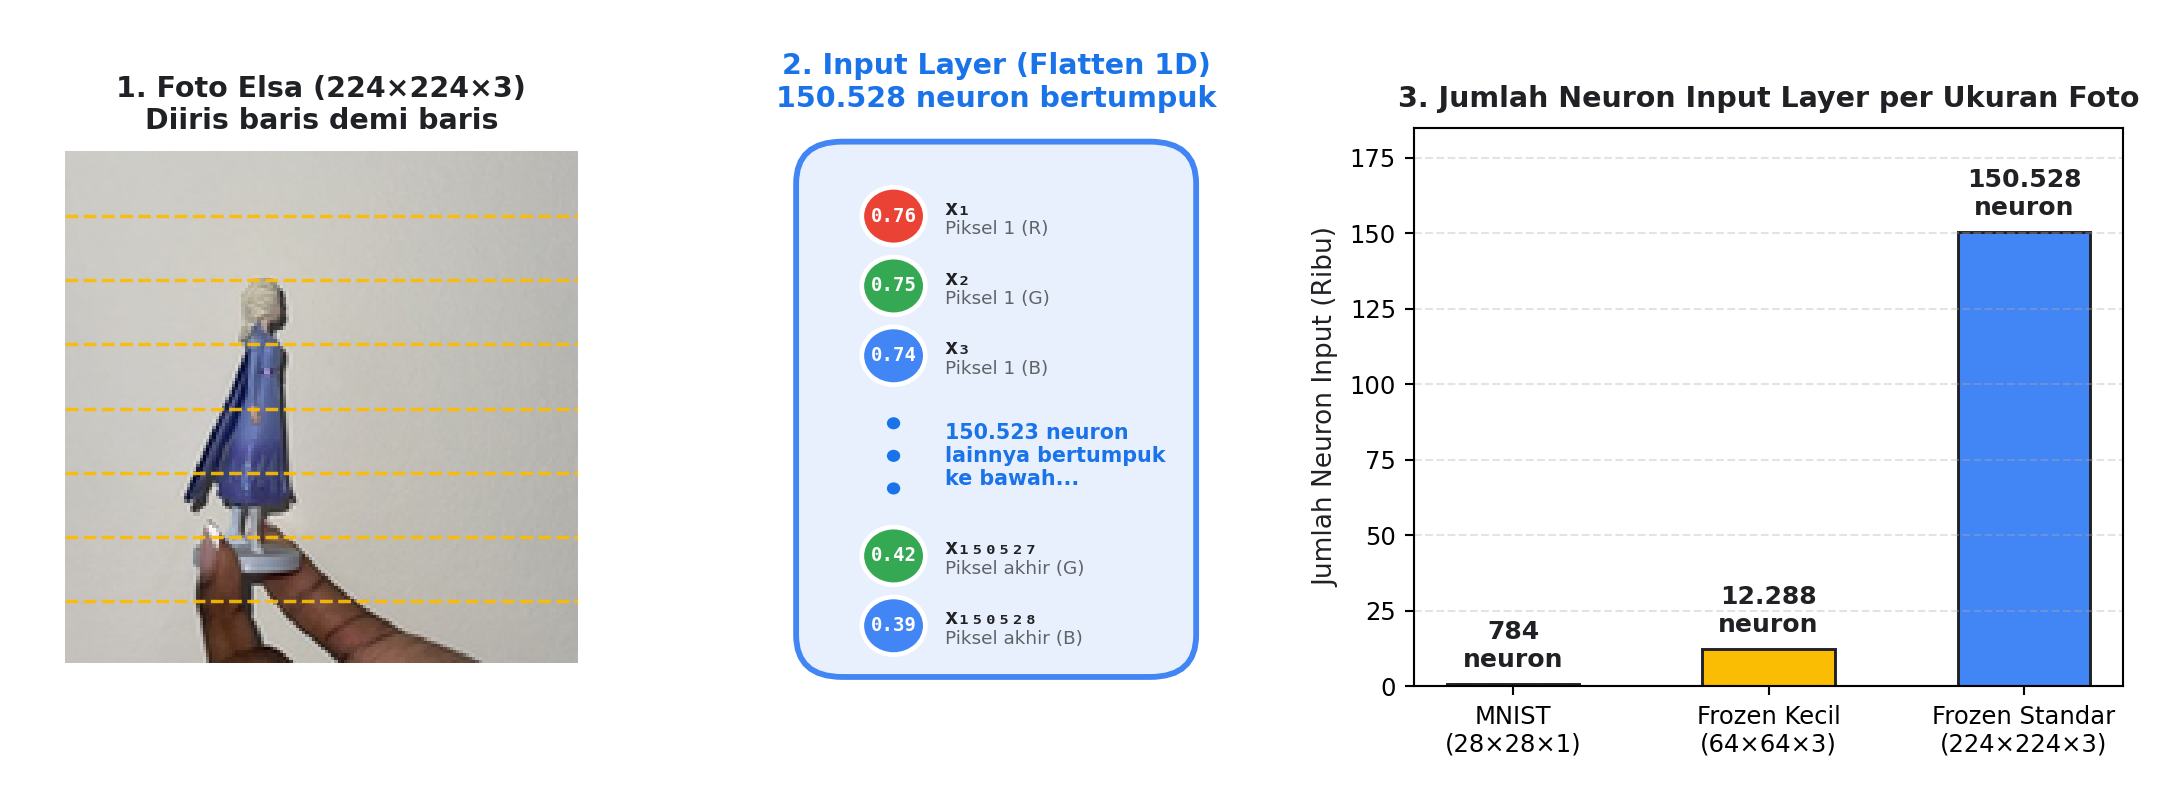 1. Foto Elsa (224×224×3)
Diiris baris demi baris
2. Input Layer (Flatten 1D)
150.528 neuron bertumpuk
0.76
x₁
Piksel 1 (R)
0.75
x₂
Piksel 1 (G)
0.74
x₃
Piksel 1 (B)
150.523 neuron
lainnya bertumpuk
ke bawah...
0.42
x₁₅₀₅₂₇
Piksel akhir (G)
0.39
x₁₅₀₅₂₈
Piksel akhir (B)
3. Jumlah Neuron Input Layer per Ukuran Foto
Jumlah Neuron Input (Ribu)
175
150
125
100
75
50
25
0
784
neuron
12.288
neuron
150.528
neuron
MNIST
(28×28×1)
Frozen Kecil
(64×64×3)
Frozen Standar
(224×224×3)